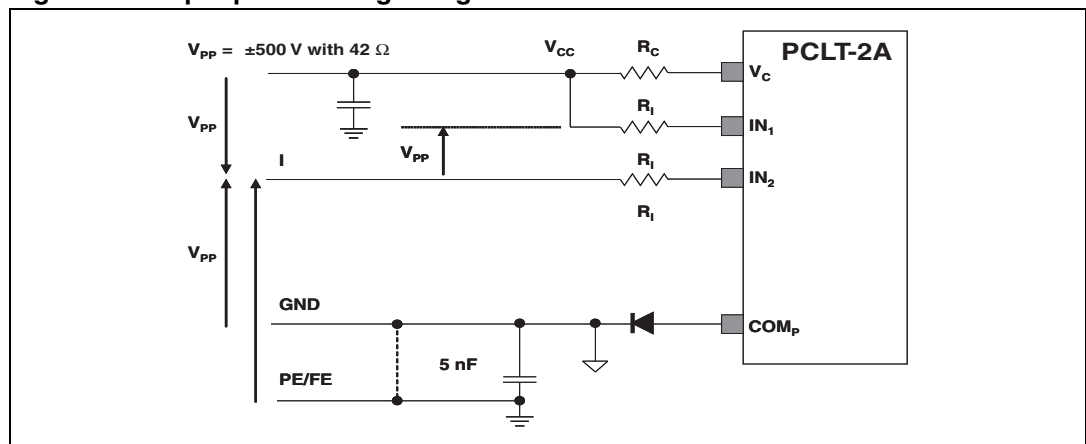 V_PP = ±500 V with 42 Ω
V_CC
R_C
PCLT-2A
V_C
R_I
IN_1
V_PP
V_PP
I
R_I
IN_2
R_I
V_PP
GND
COM_P
5 nF
PE/FE